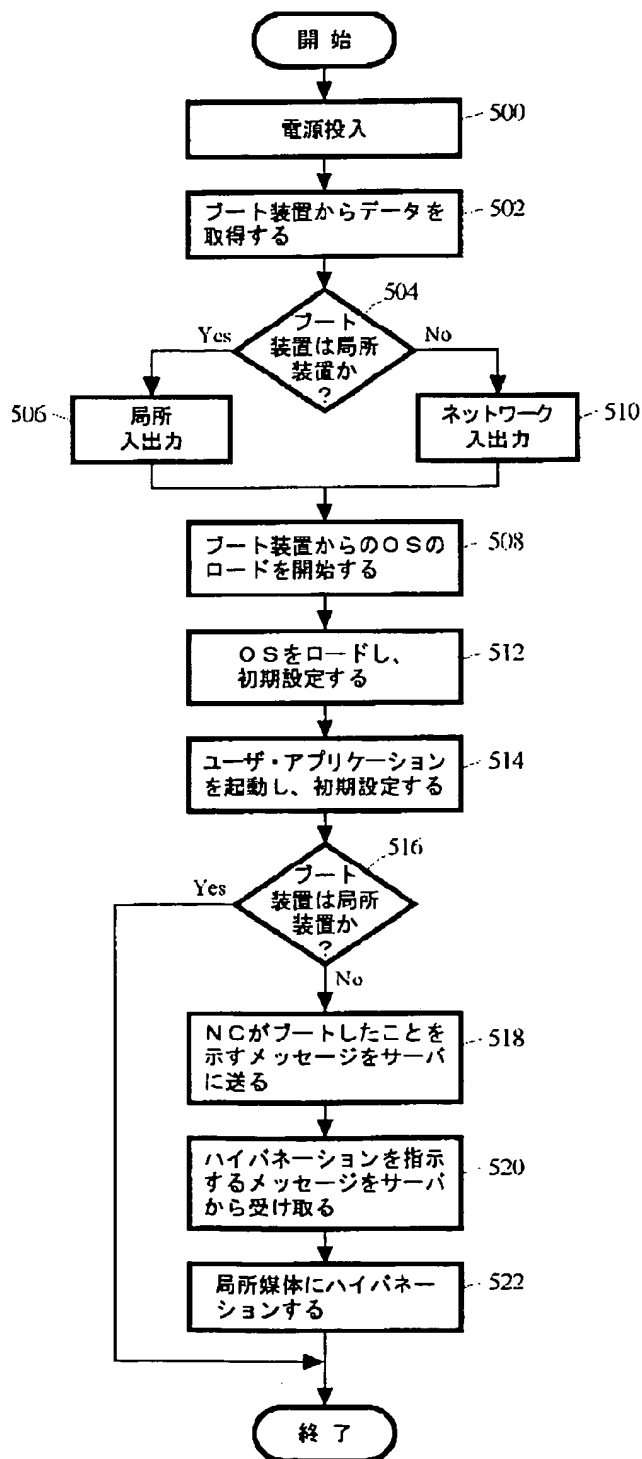 開始
電源投入
500
ブート装置からデータを
取得する
502
504
ブート
装置は局所
装置か
?
Yes
No
506
局所
入出力
ネットワーク
入出力
510
ブート装置からのOSの
ロードを開始する
508
OSをロードし、
初期設定する
512
ユーザ・アプリケーション
を起動し、初期設定する
514
516
ブート
装置は局所
装置か
?
Yes
No
NCがブートしたことを
示すメッセージをサーバ
に送る
518
ハイバネーションを指示
するメッセージをサーバ
から受け取る
520
局所媒体にハイバネー
ションする
522
終了